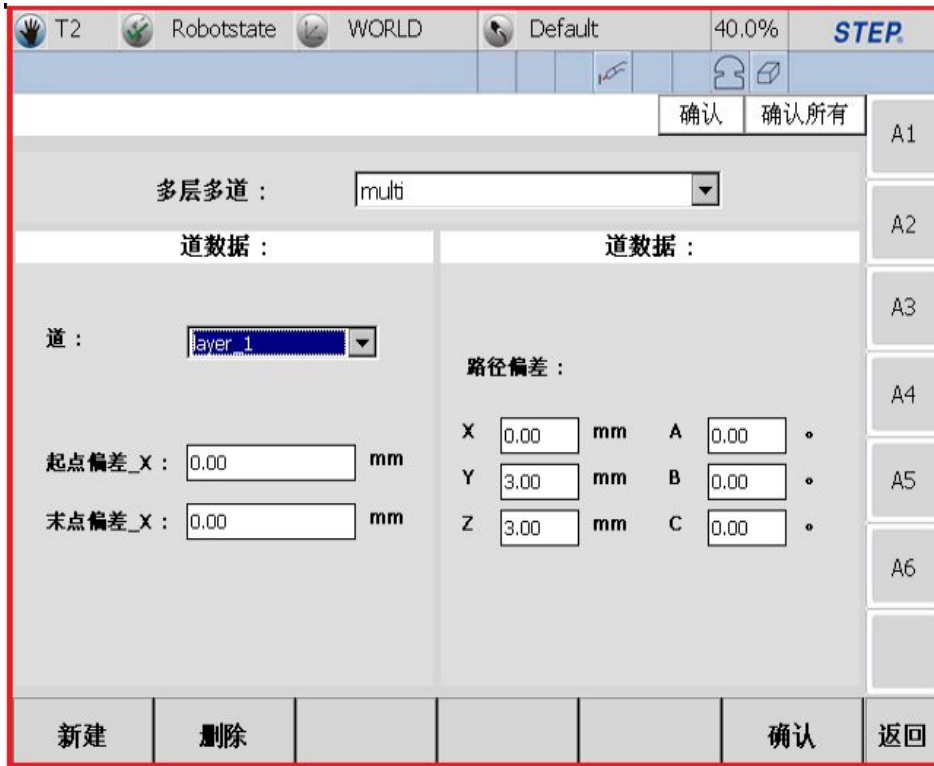 T2 Robotstate WORLD Default 40.0% STEP.
确认 确认所有
A1
多层多道： multi
A2
道数据： 道数据：
A3
道： layer_1
路径偏差：
A4
X 0.00 mm A 0.00 °
起点偏差_X： 0.00 mm
Y 3.00 mm B 0.00 °
A5
末点偏差_X： 0.00 mm
Z 3.00 mm C 0.00 °
A6
新建 删除 确认 返回